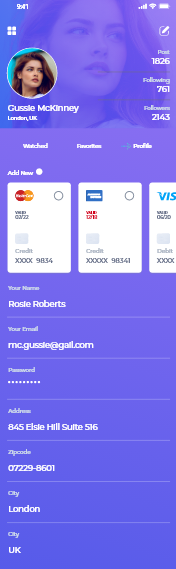 9:41
Post
1826
Following
761
Followers
2143
Gussie McKinney
London, UK
Watched
Favorites
Profile
Add New
VALID
02/22
Credit
XXXX 9834
VALID
12/19
Credit
XXXXX 98341
VISA
VALID
06/20
Debit
XXXX
Your Name
Rosie Roberts
Your Email
mc.gussie@gail.com
Password
•••••••••
Address
845 Elsie Hill Suite 516
Zipcode
07229-8601
City
London
City
UK